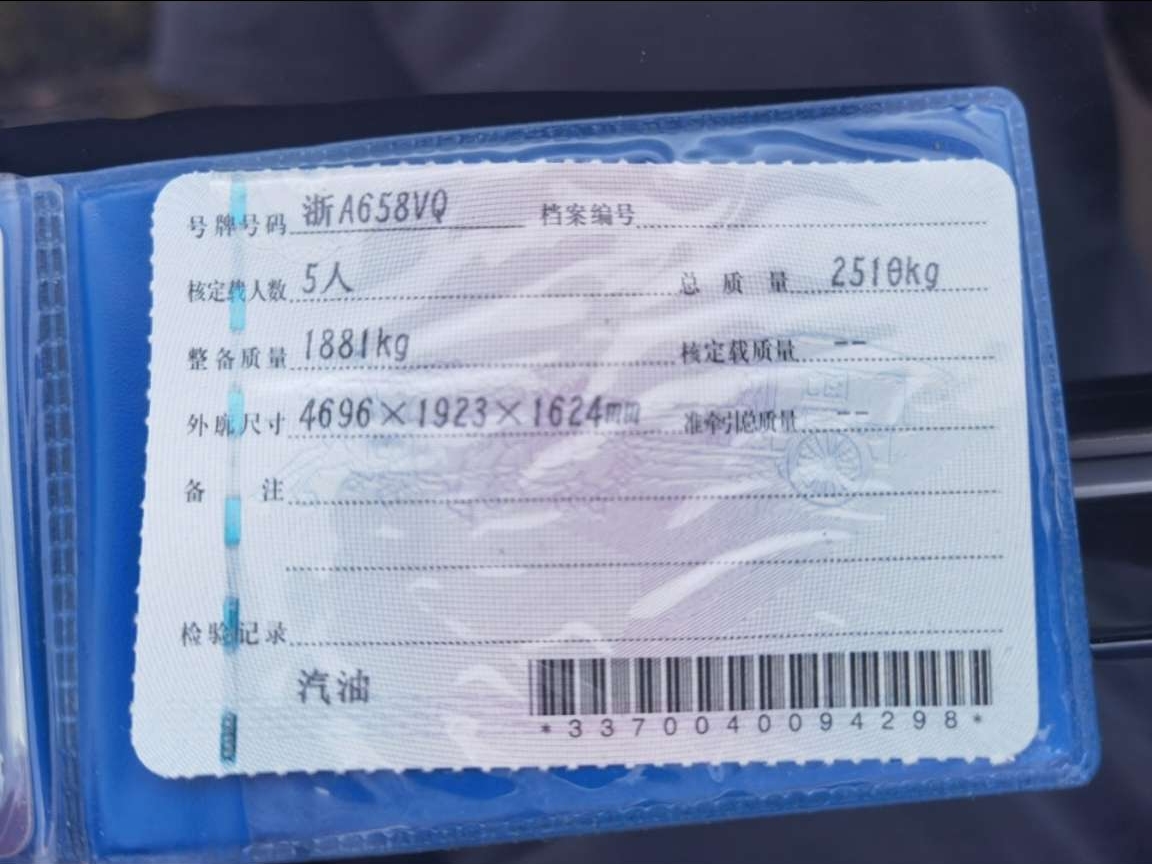 号牌号码 浙A658VQ 档案编号
核定载人数 5人 总质量 2510kg
整备质量 1881kg 核定载质量 --
外廓尺寸 4696×1923×1624mm 准牵引总质量 --
备注
检验记录
汽油
*3370040094298*